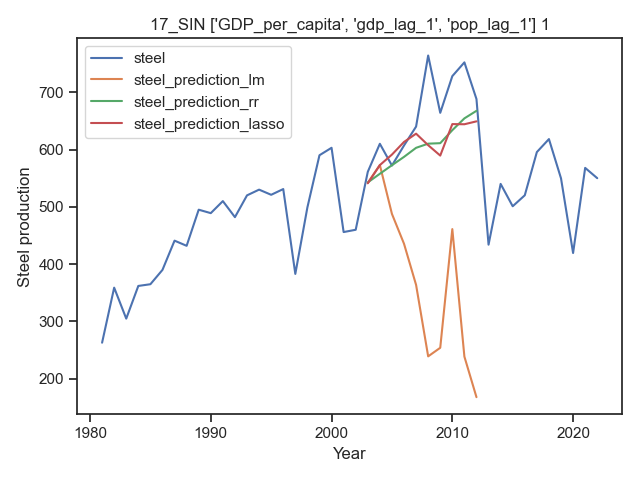 17_SIN ['GDP_per_capita', 'gdp_lag_1', 'pop_lag_1'] 1
steel
steel_prediction_lm
steel_prediction_rr
steel_prediction_lasso
Steel production
700
600
500
400
300
200
1980
1990
2000
2010
2020
Year